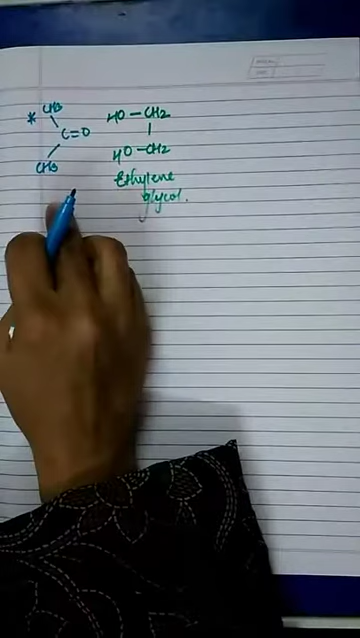 * CH3
C=O
CH3
HO - CH2
|
HO - CH2
Ethylene
glycol.